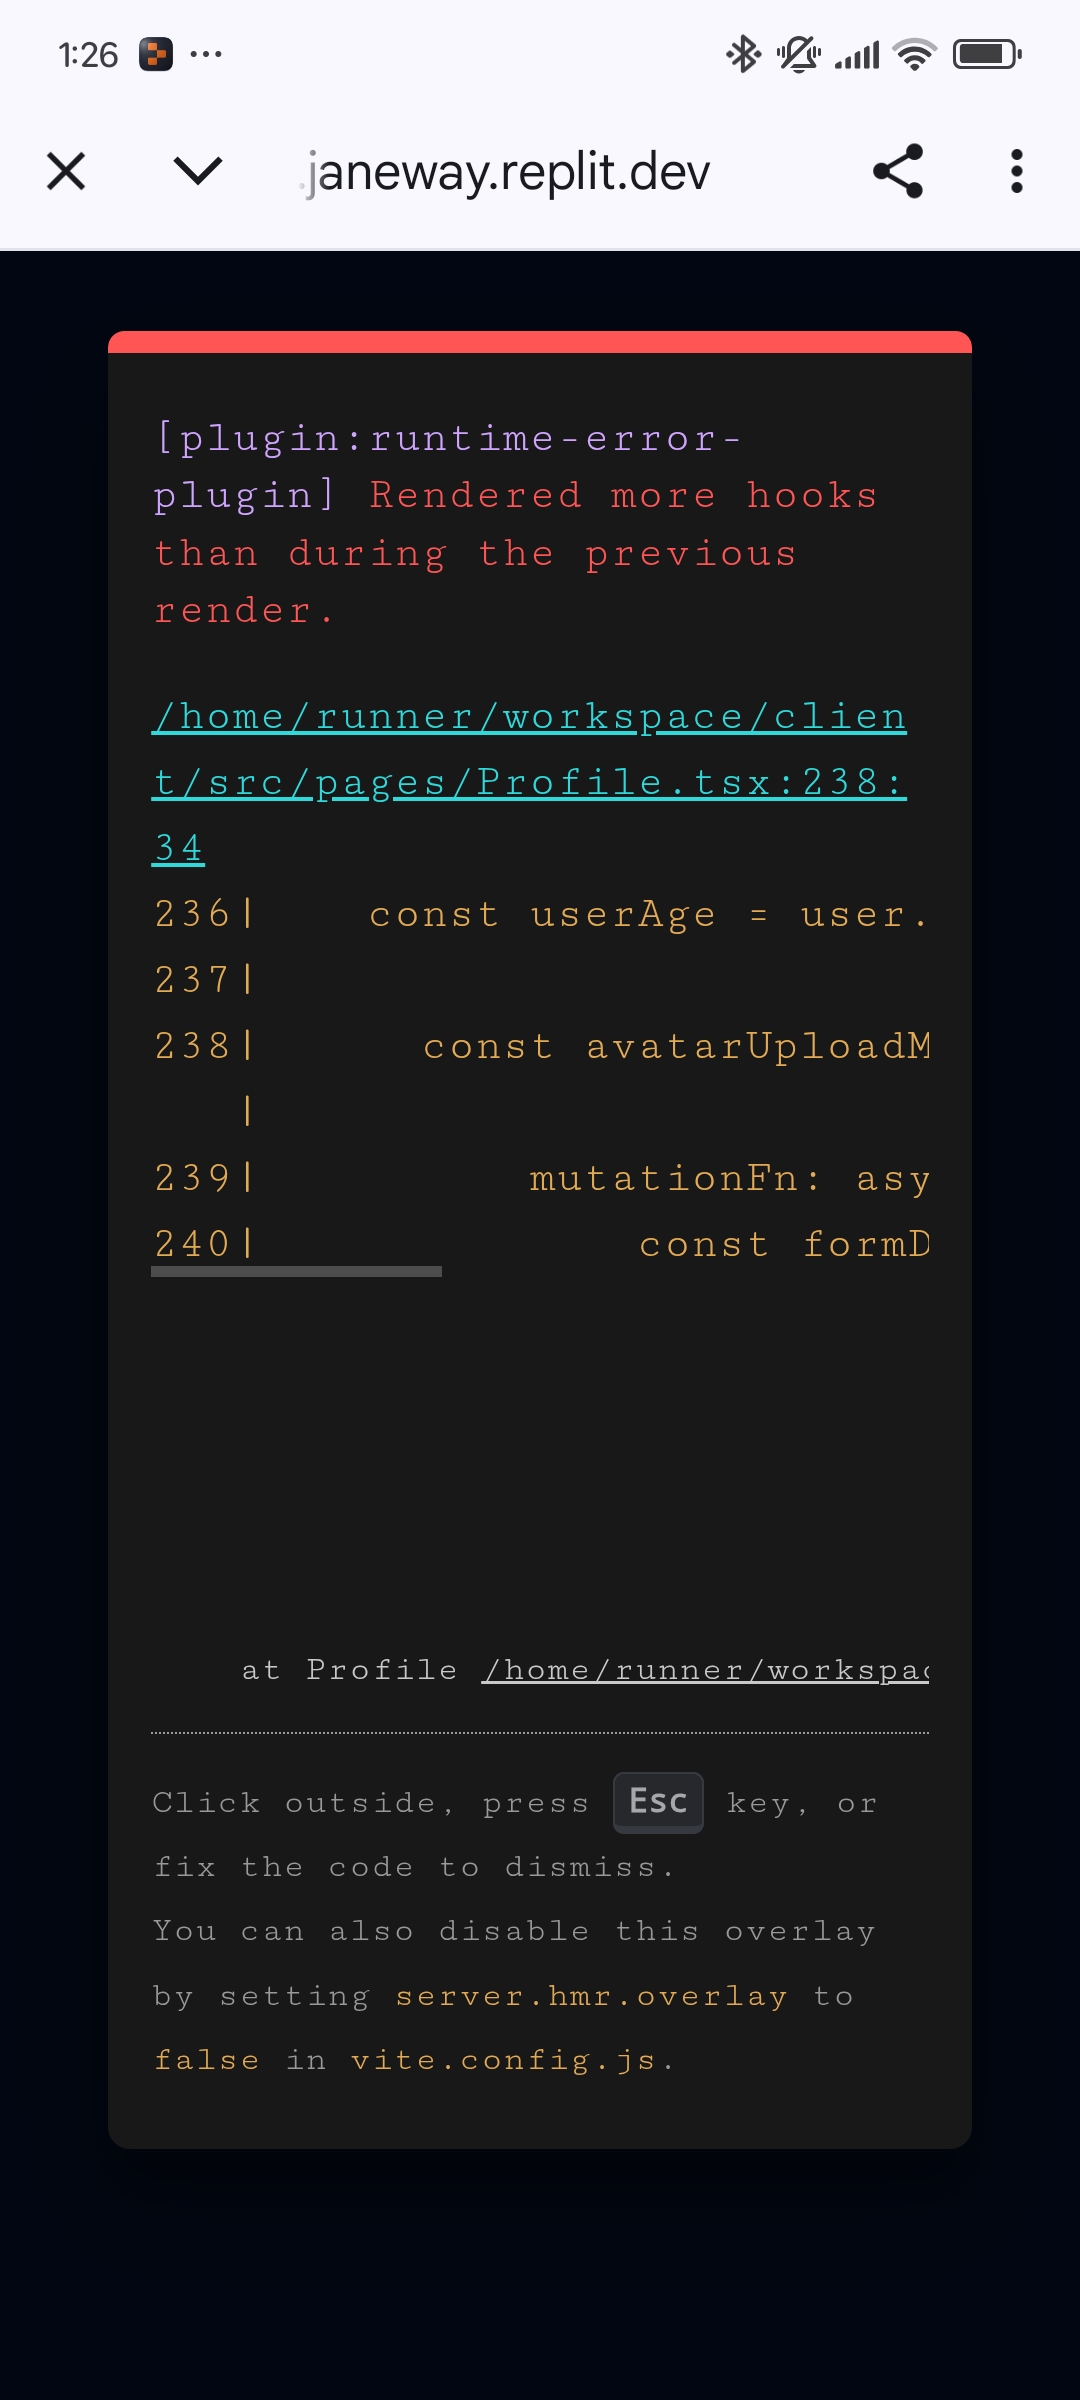 1:26
.janeway.replit.dev
[plugin:runtime-error-
plugin] Rendered more hooks
than during the previous
render.
/home/runner/workspace/clien
t/src/pages/Profile.tsx:238:
34
236| const userAge = user.
237|
238| const avatarUploadM
|
239| mutationFn: asy
240| const formD
at Profile /home/runner/workspac
Click outside, press Esc key, or
fix the code to dismiss.
You can also disable this overlay
by setting server.hmr.overlay to
false in vite.config.js.